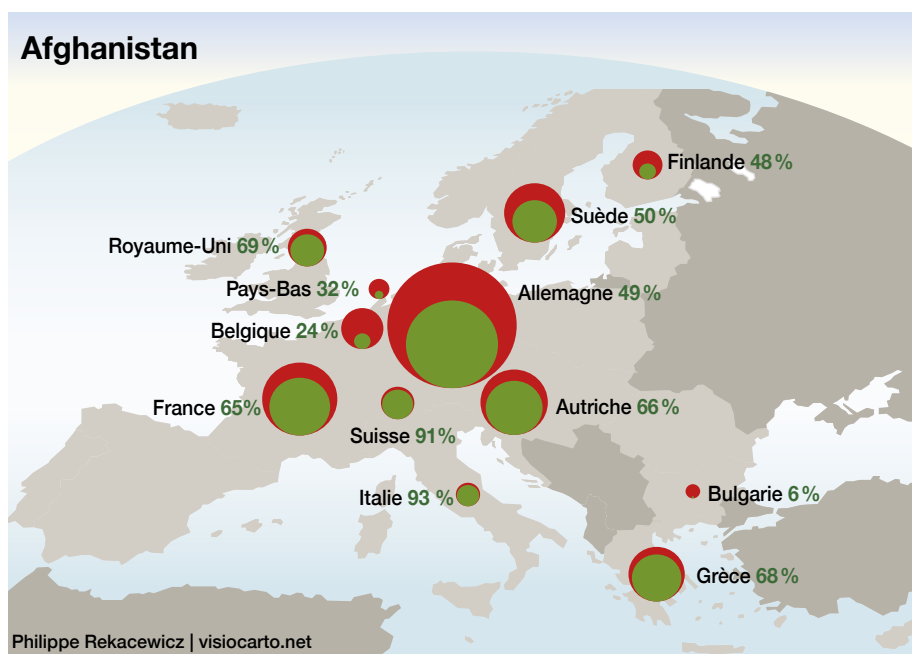 Afghanistan
Finlande 48 %
Suède 50 %
Royaume-Uni 69 %
Pays-Bas 32 %
Allemagne 49 %
Belgique 24 %
France 65%
Autriche 66 %
Suisse 91 %
Italie 93 %
Bulgarie 6 %
Grèce 68 %
Philippe Rekacewicz | visiocarto.net